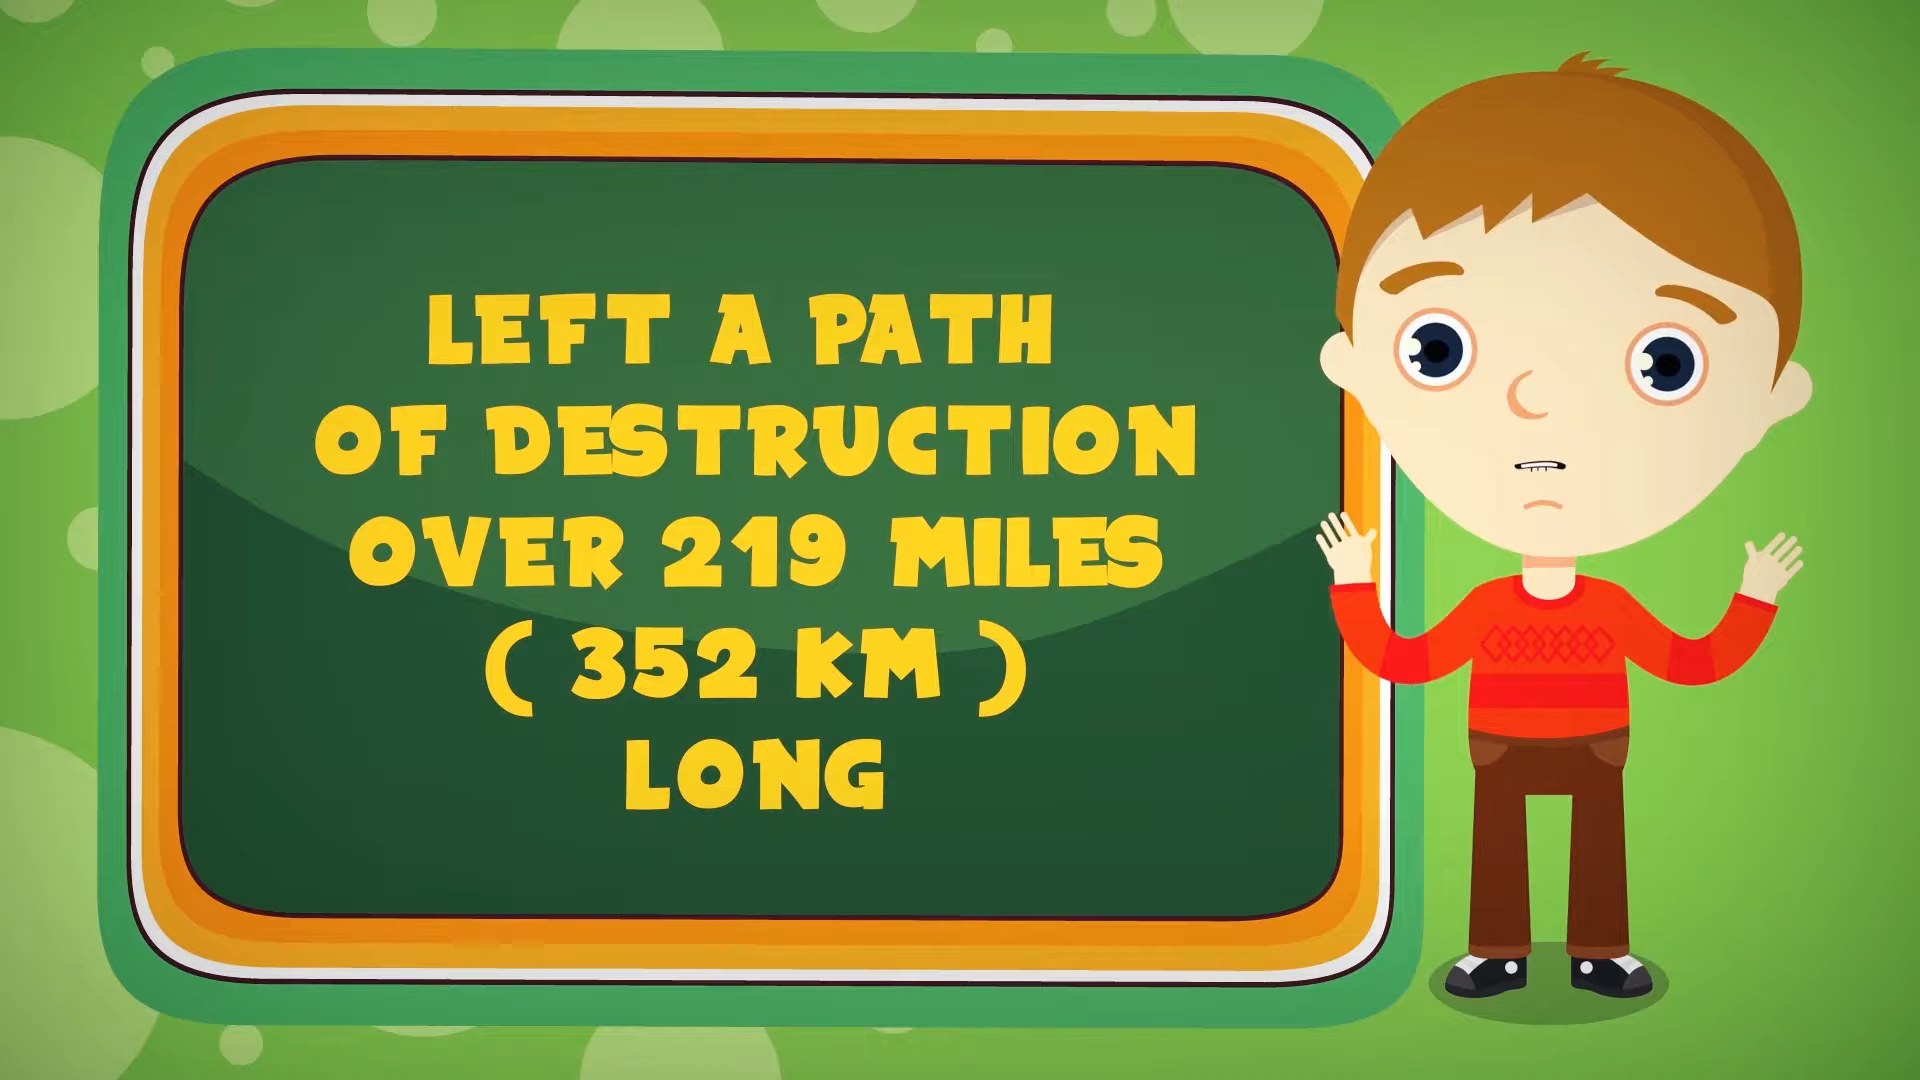 LEFT A PATH
OF DESTRUCTION
OVER 219 MILES
( 352 KM )
LONG